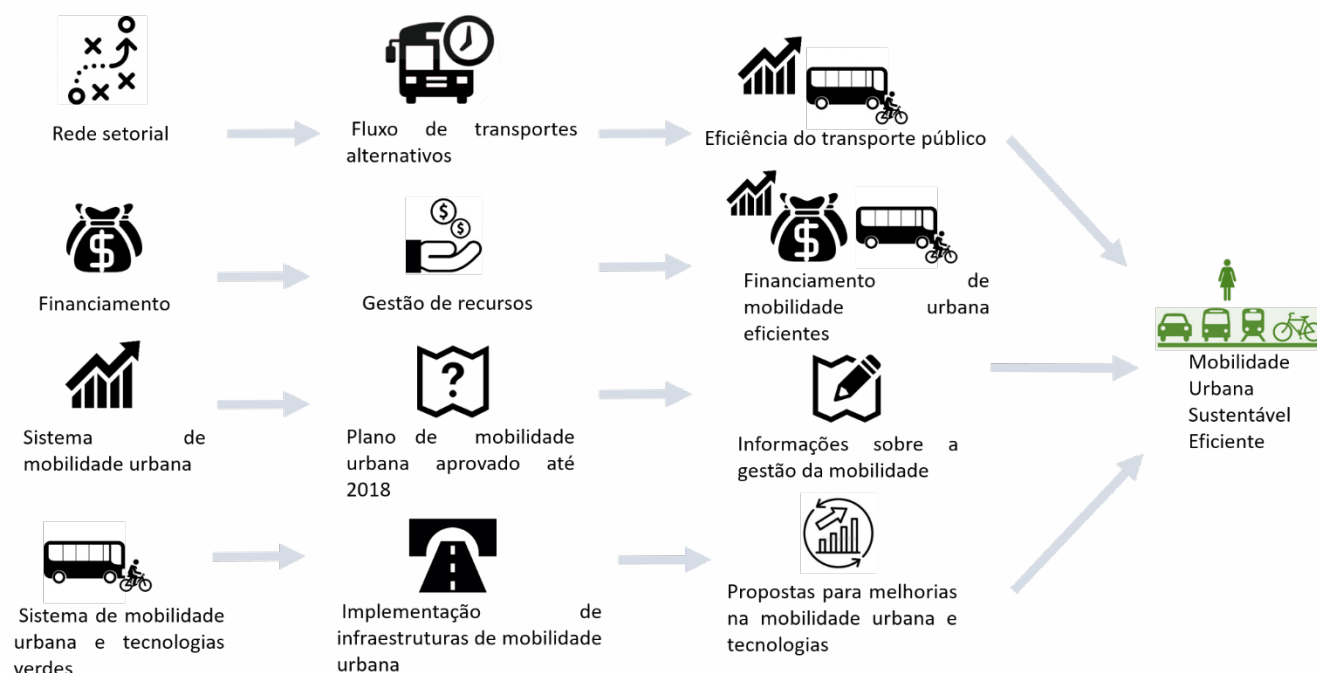 Rede setorial
Fluxo de transportes
alternativos
Eficiência do transporte público
Financiamento
Gestão de recursos
Financiamento de
mobilidade urbana
eficientes
Sistema de
mobilidade urbana
Plano de mobilidade
urbana aprovado até
2018
Informações sobre a
gestão da mobilidade
Sistema de mobilidade
urbana e tecnologias
verdes
Implementação de
infraestruturas de mobilidade
urbana
Propostas para melhorias
na mobilidade urbana e
tecnologias
Mobilidade
Urbana
Sustentável
Eficiente